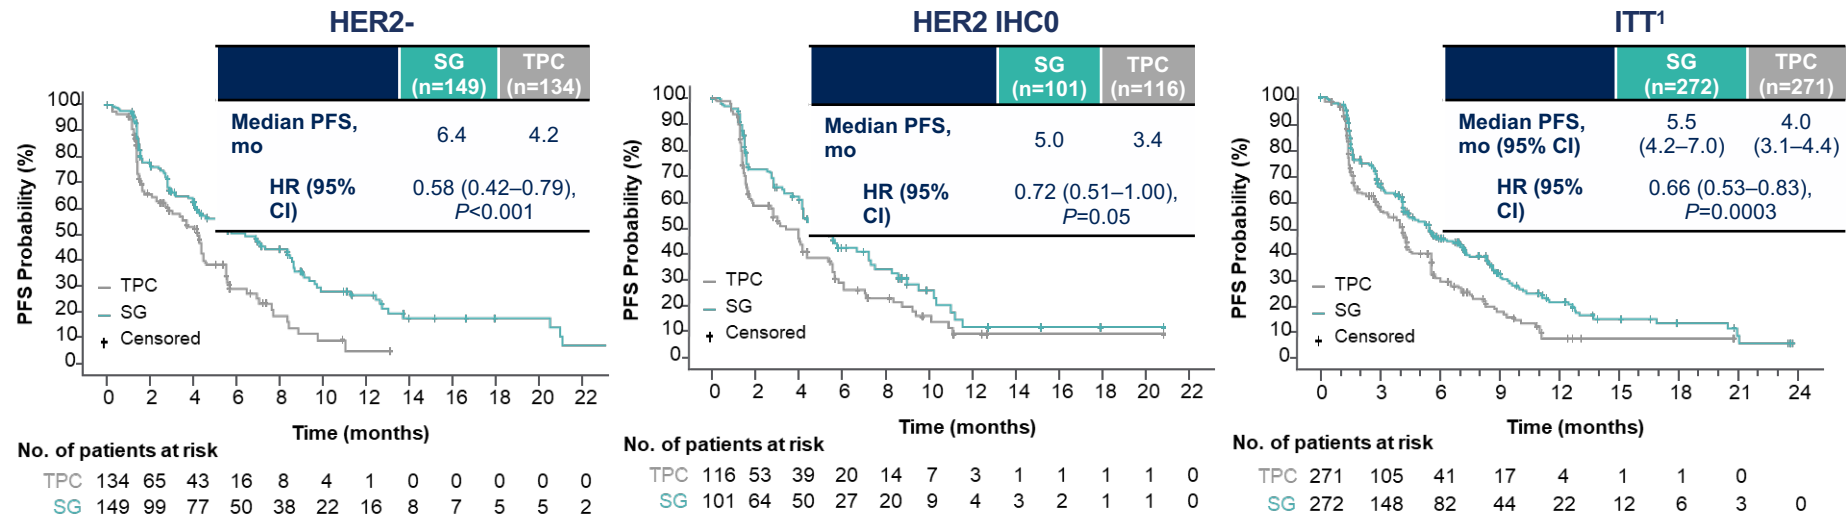 HER2-
SG
(n=149)
TPC
(n=134)
Median PFS,
mo
6.4
4.2
HR (95%
CI)
0.58 (0.42–0.79),
P<0.001
PFS Probability (%)
100
90
80
70
60
50
40
30
20
10
0
TPC
SG
Censored
0 2 4 6 8 10 12 14 16 18 20 22
Time (months)
No. of patients at risk
TPC 134 65 43 16 8 4 1 0 0 0 0 0
SG 149 99 77 50 38 22 16 8 7 5 5 2
HER2 IHC0
SG
(n=101)
TPC
(n=116)
Median PFS,
mo
5.0
3.4
HR (95%
CI)
0.72 (0.51–1.00),
P=0.05
PFS Probability (%)
100
90
80
70
60
50
40
30
20
10
0
TPC
SG
Censored
0 2 4 6 8 10 12 14 16 18 20 22
Time (months)
No. of patients at risk
TPC 116 53 39 20 14 7 3 1 1 1 1 0
SG 101 64 50 27 20 9 4 3 2 1 1 0
ITT¹
SG
(n=272)
TPC
(n=271)
Median PFS,
mo (95% CI)
5.5
(4.2–7.0)
4.0
(3.1–4.4)
HR (95%
CI)
0.66 (0.53–0.83),
P=0.0003
PFS Probability (%)
100
90
80
70
60
50
40
30
20
10
0
TPC
SG
Censored
0 3 6 9 12 15 18 21 24
Time (months)
No. of patients at risk
TPC 271 105 41 17 4 1 1 0
SG 272 148 82 44 22 12 6 3 0